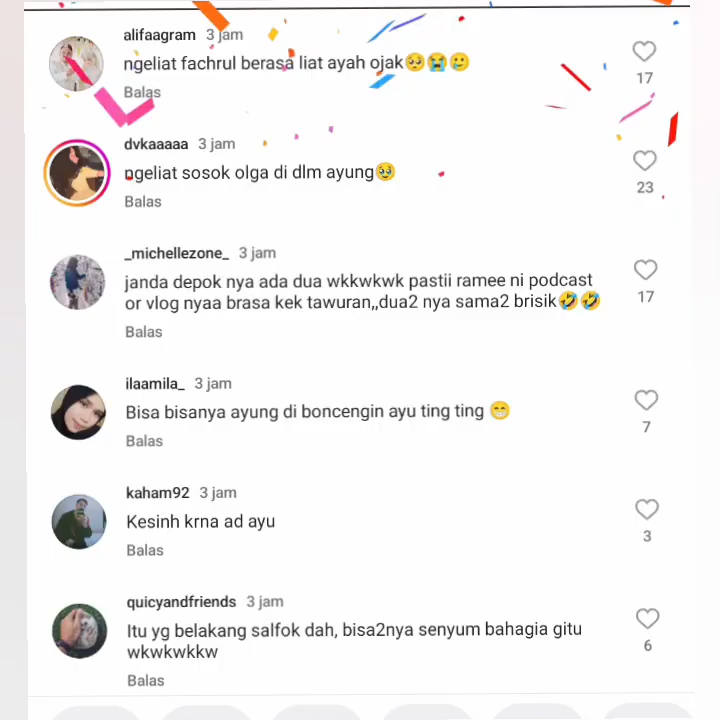 alifaagram 3 jam
ngeliat fachrul berasa liat ayah ojak🥺😭🥲
17
Balas
dvkaaaaa 3 jam
ngeliat sosok olga di dlm ayung🥹
23
Balas
_michellezone_ 3 jam
janda depok nya ada dua wkkwkwk pastii ramee ni podcast
or vlog nyaa brasa kek tawuran,,dua2 nya sama2 brisik🤣🤣
17
Balas
ilaamila_ 3 jam
Bisa bisanya ayung di boncengin ayu ting ting 😁
7
Balas
kaham92 3 jam
Kesinh krna ad ayu
3
Balas
quicyandfriends 3 jam
Itu yg belakang salfok dah, bisa2nya senyum bahagia gitu
wkwkwkkw
6
Balas